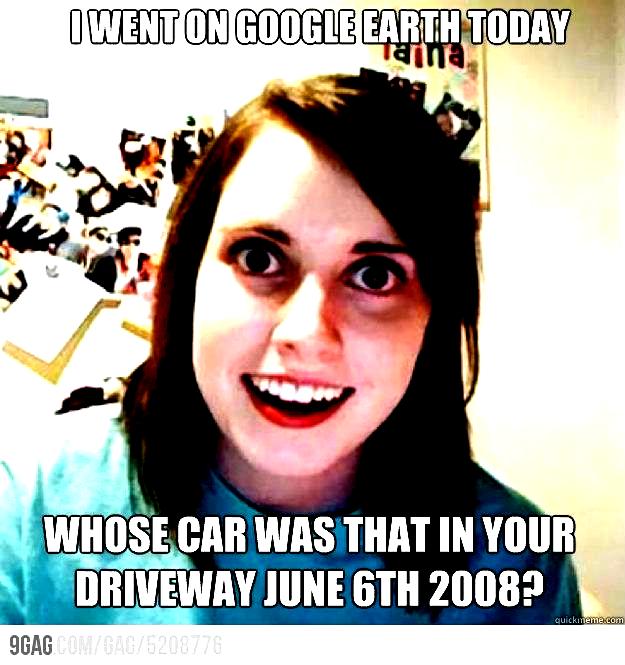 I WENT ON GOOGLE EARTH TODAY
laina
WHOSE CAR WAS THAT IN YOUR
DRIVEWAY JUNE 6TH 2008?
quickmeme.com
9GAG.COM/GAG/5208776